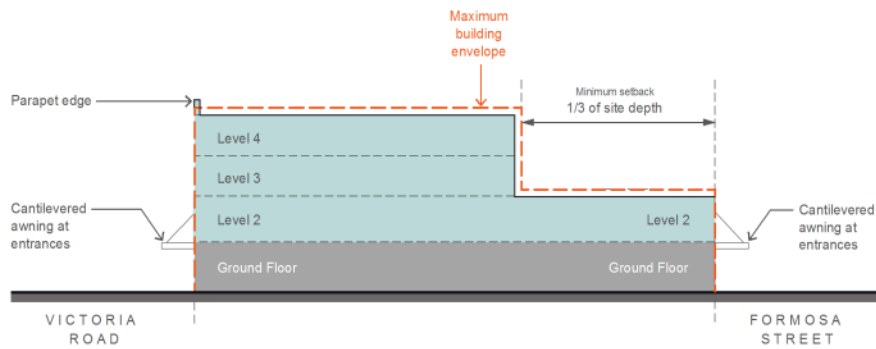 Maximum
building
envelope
Minimum setback
1/3 of site depth
Parapet edge
Level 4
Level 3
Cantilevered
awning at
entrances
Level 2
Level 2
Cantilevered
awning at
entrances
Ground Floor
Ground Floor
VICTORIA
ROAD
FORMOSA
STREET